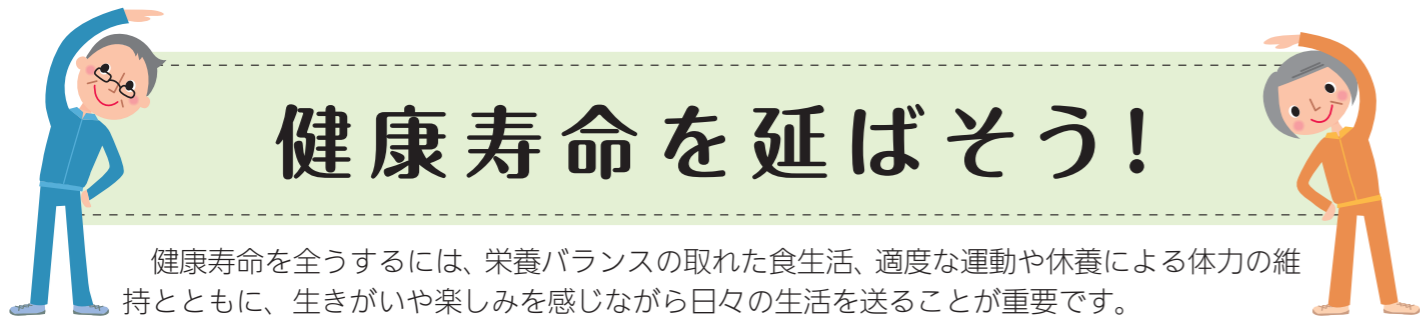 健康寿命を延ばそう!
健康寿命を全うするには、栄養バランスの取れた食生活、適度な運動や休養による体力の維
持とともに、生きがいや楽しみを感じながら日々の生活を送ることが重要です。